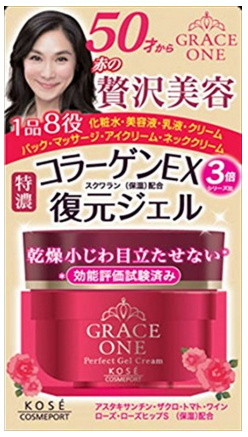 50才から
GRACE
ONE
赤の
贅沢美容
1品8役
化粧水・美容液・乳液・クリーム
パック・マッサージ・アイクリーム・ネッククリーム
特濃
コラーゲンEX
3倍
シリーズ比
スクワラン(保湿)配合
復元ジェル
乾燥小じわ目立たせない*
*効能評価試験済み
GRACE
ONE
Perfect Gel Cream
KOSÉ
COSMEPORT
KOSÉ
COSMEPORT
アスタキサンチン・ザクロ・トマト・ワイン
ローズ・ローズヒップS(保湿)配合